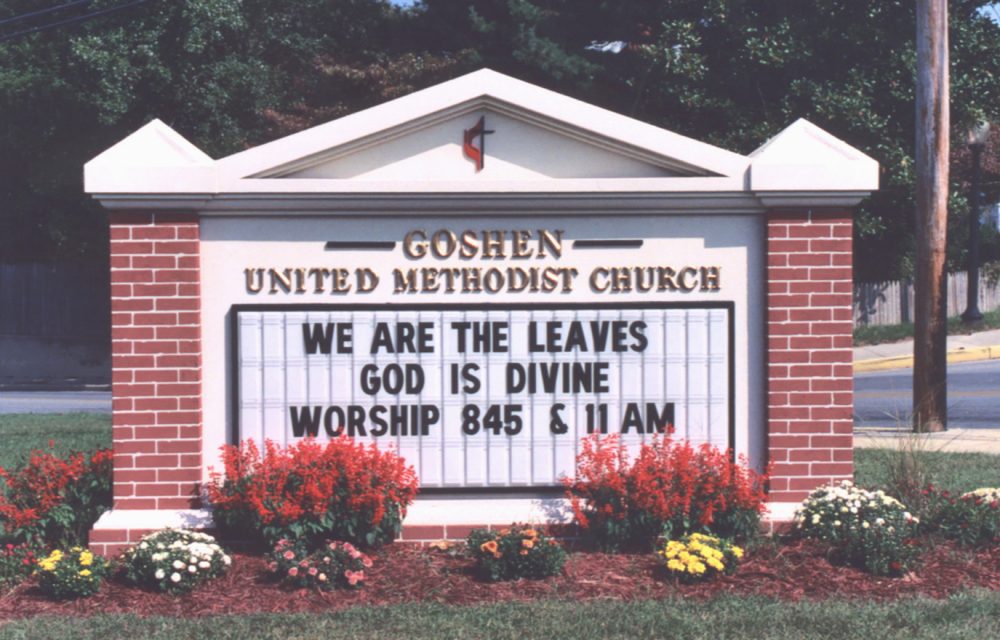 GOSHEN
UNITED METHODIST CHURCH
WE ARE THE LEAVES
GOD IS DIVINE
WORSHIP 845 & 11 AM